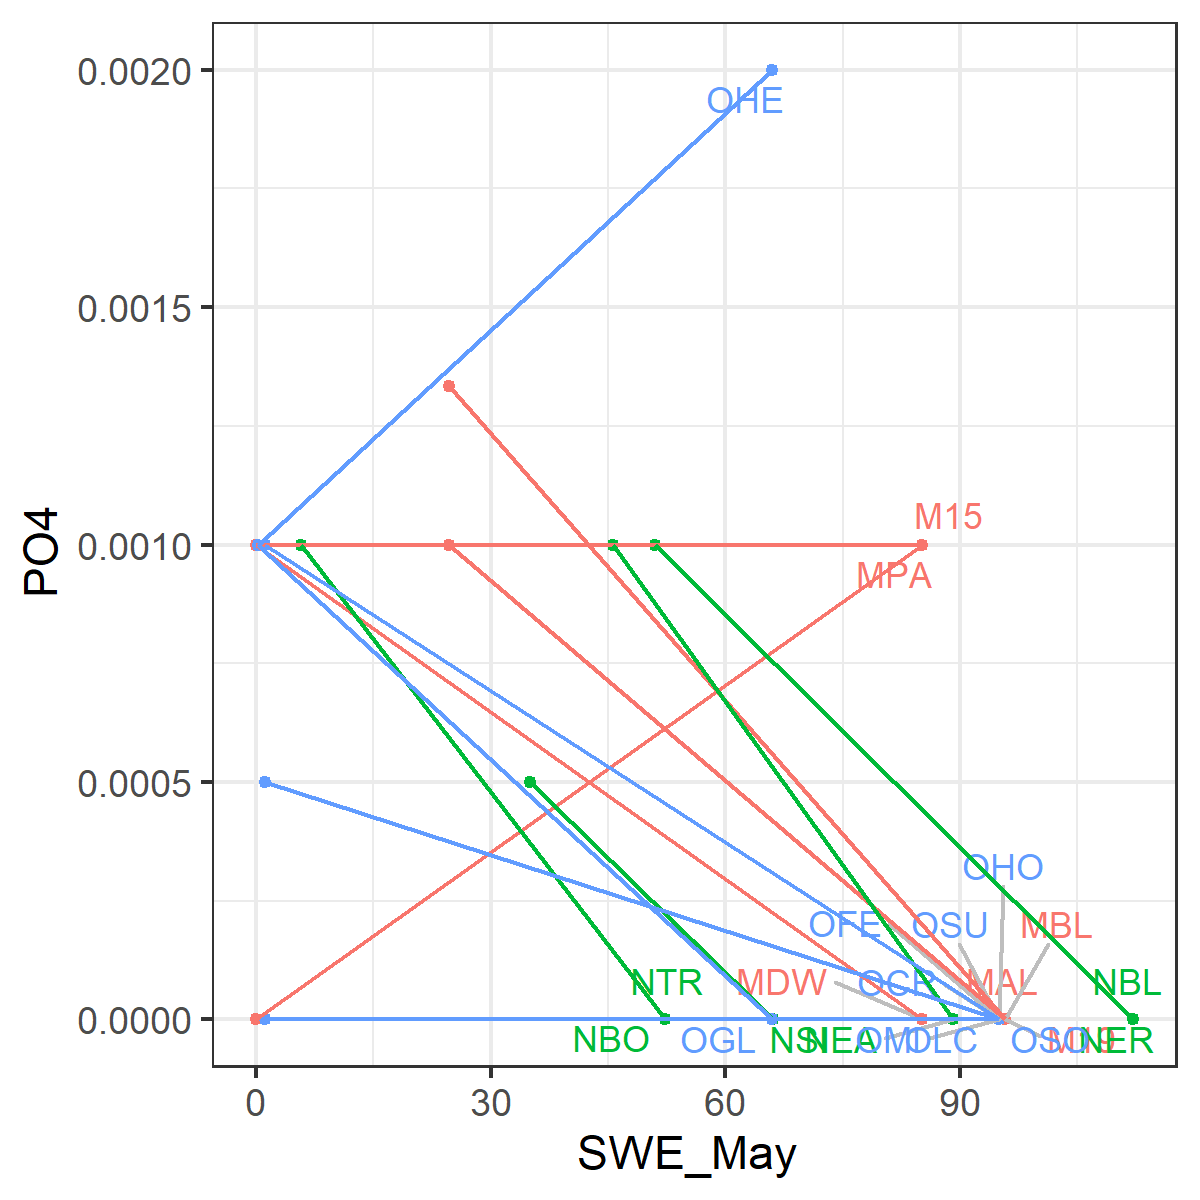 0.0020
OHE
0.0015
M15
0.0010
MPA
PO4
0.0005
OHO
OFE OSU MBL
NTR MDW MAL NBL
0.0000
NBO OGL NEA NER
0 30 60 90
SWE_May